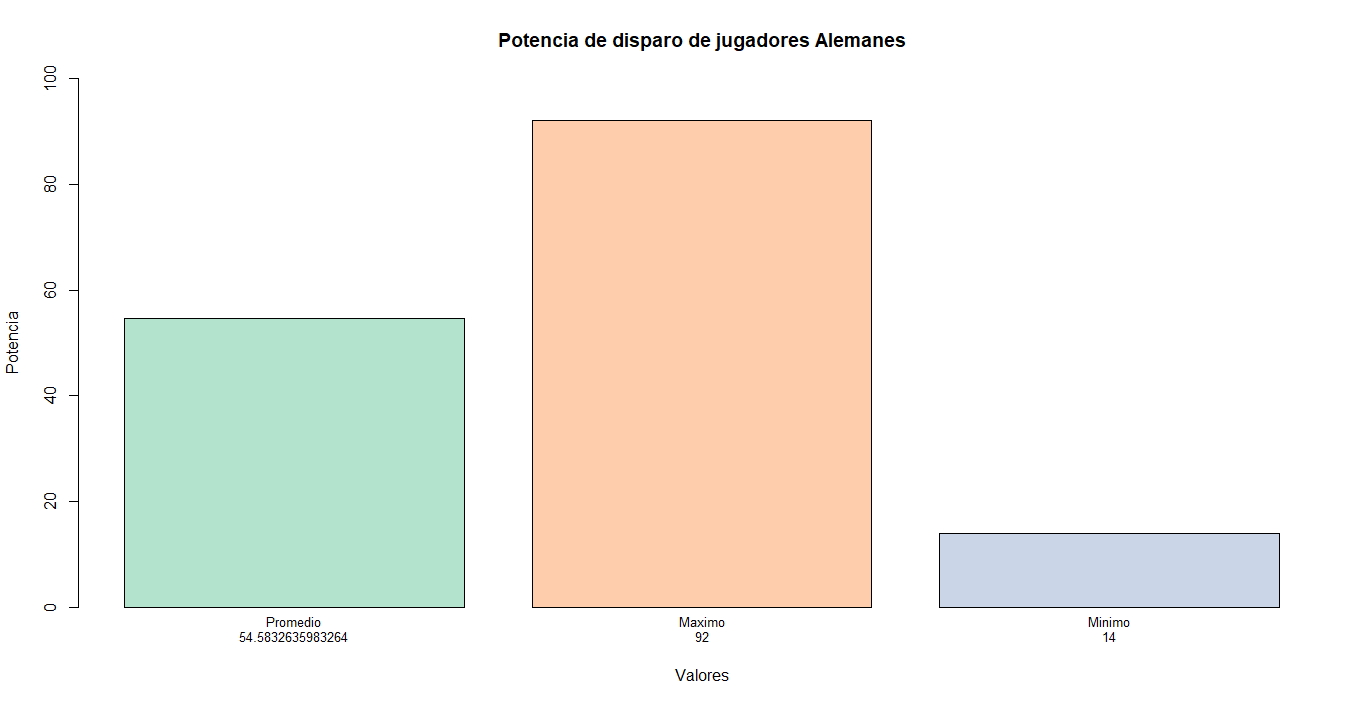 Potencia de disparo de jugadores Alemanes
Potencia
100
80
60
40
20
0
Promedio
54.5832635983264
Maximo
92
Minimo
14
Valores